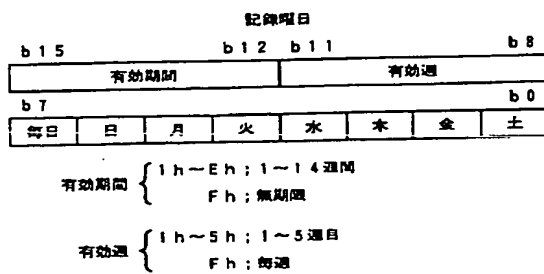 記録曜日
b15 b12 b11 b8
有効期間 有効週
b7 b0
毎日 日 月 火 水 木 金 土
有効期間 { 1h~Eh;1~14週間
Fh;無期限
有効週 { 1h~5h;1~5週目
Fh;毎週